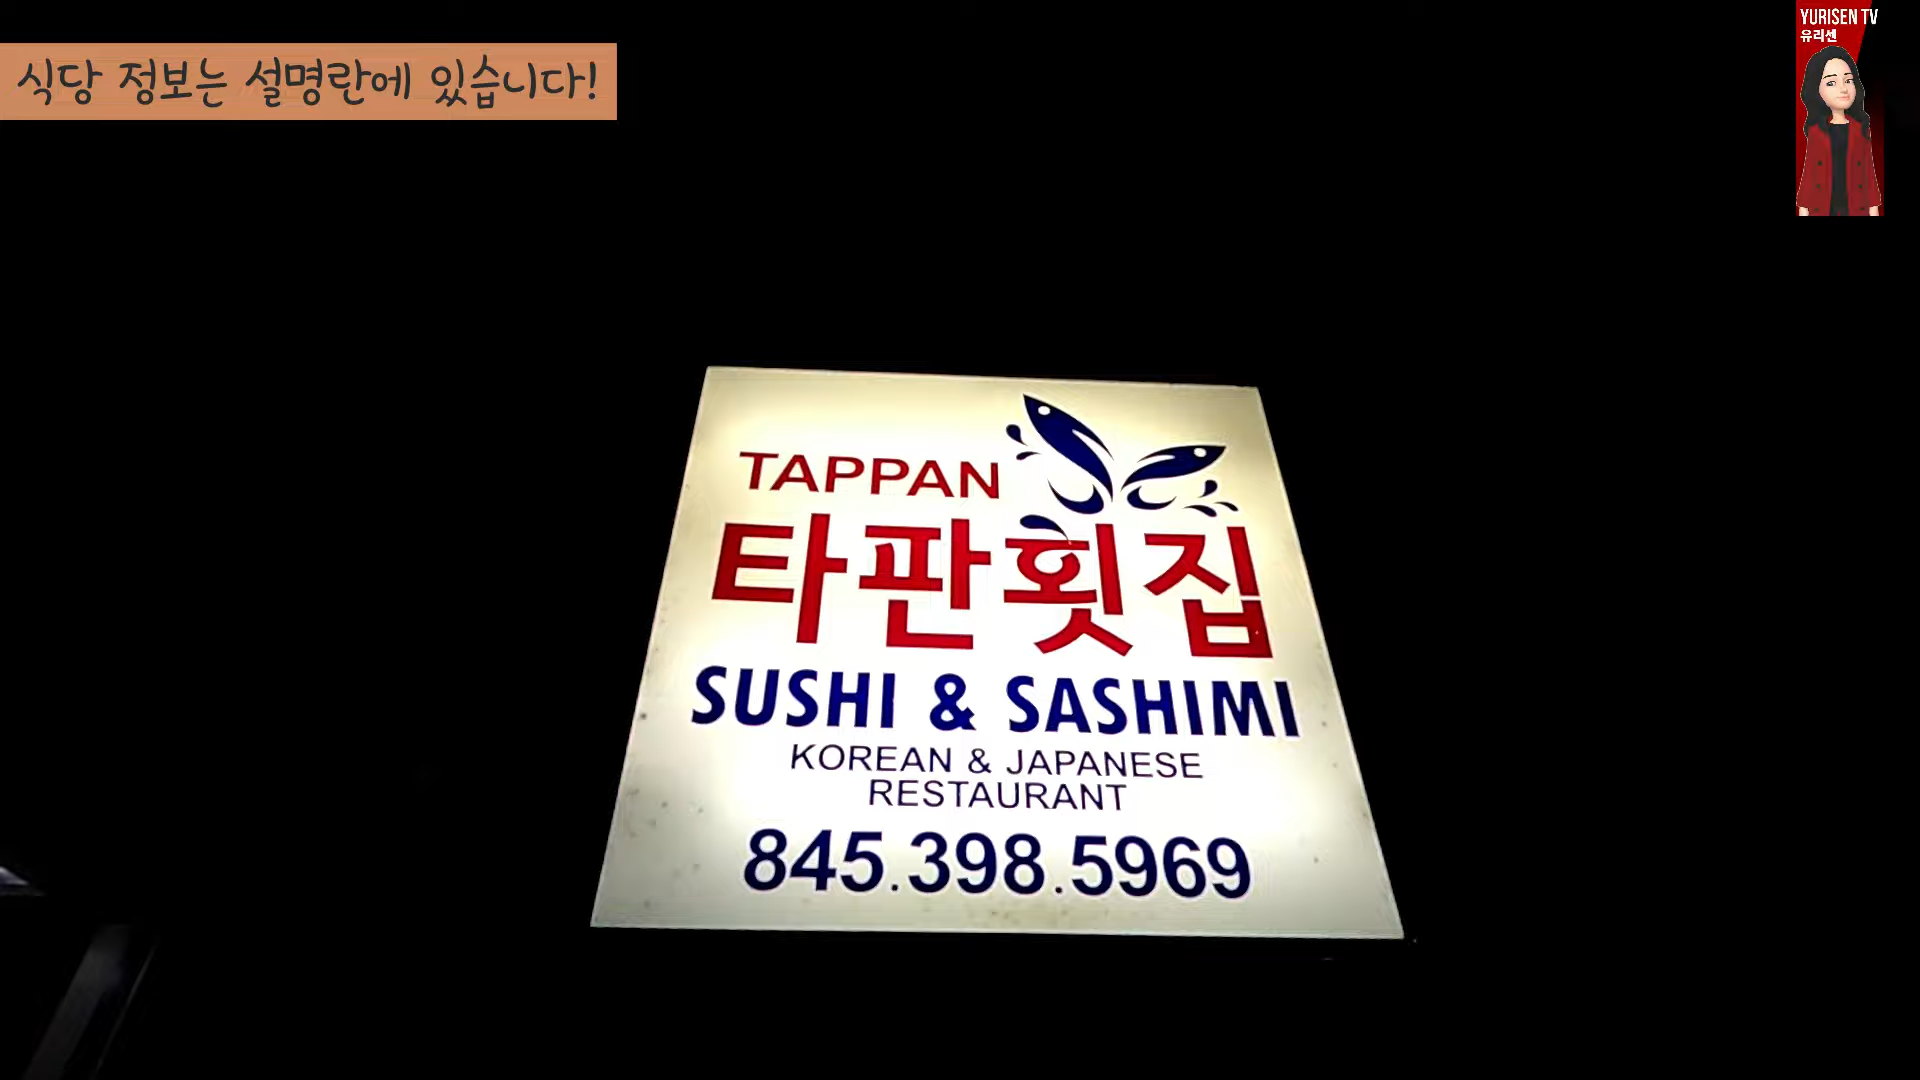 식당 정보는 설명란에 있습니다!
YURISEN TV
유리센
TAPPAN
타판횟집
SUSHI & SASHIMI
KOREAN & JAPANESE
RESTAURANT
845.398.5969